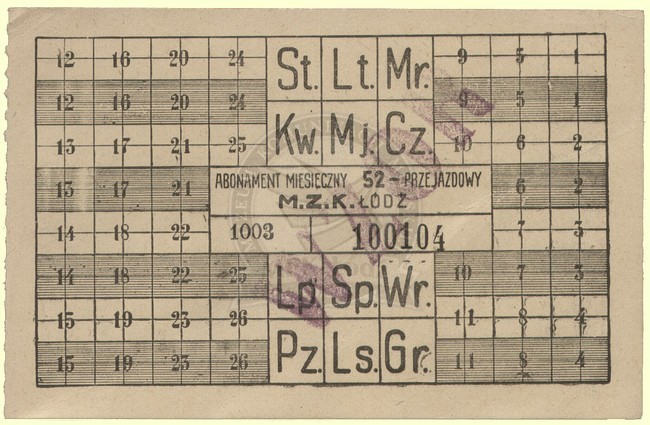 12 16 20 24 St. Lt. Mr. 9 5 1
12 16 20 24 9 5 1
13 17 21 25 Kw. Mj. Cz. 10 6 2
13 17 21 ABONAMENT MIESIĘCZNY 52 - PRZEJAZDOWY 6 2
M.Z.K. ŁÓDŹ
14 18 22 1003 100104 7 3
14 18 22 25 Lp. Sp. Wr. 10 7 3
15 19 23 26 11 8 4
15 19 23 26 Pz. Ls. Gr. 11 8 4